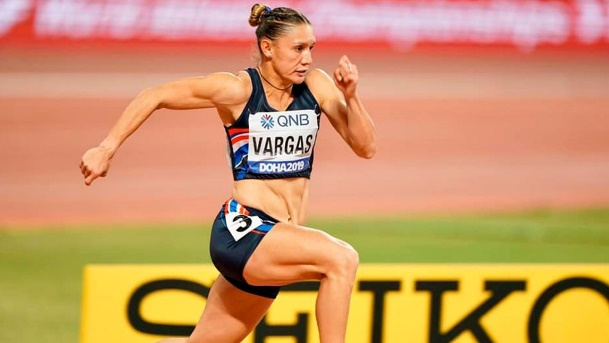 QNB
VARGAS
DOHA2019
3
SEIKO